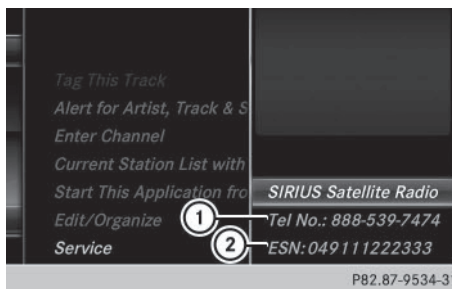 Tag This Track
Alert for Artist, Track & S
Enter Channel
Current Station List with
Start This Application fro
Edit/Organize
Service
SIRIUS Satellite Radio
1
Tel No.: 888-539-7474
2
ESN:049111222333
P82.87-9534-31